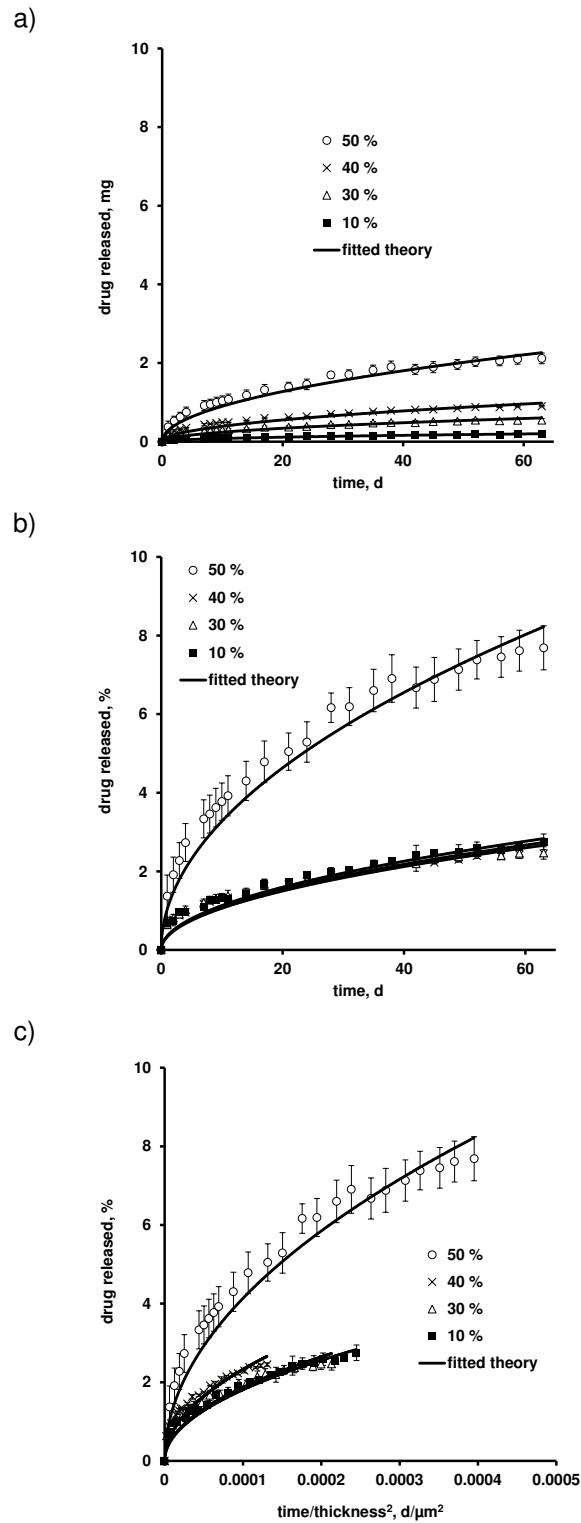 a)
10
8
6
4
2
0
drug released, mg
50 %
40 %
30 %
10 %
fitted theory
0 20 40 60
time, d
b)
10
8
6
4
2
0
drug released, %
50 %
40 %
30 %
10 %
fitted theory
0 20 40 60
time, d
c)
10
8
6
4
2
0
drug released, %
50 %
40 %
30 %
10 %
fitted theory
0 0.0001 0.0002 0.0003 0.0004 0.0005
time/thickness², d/µm²